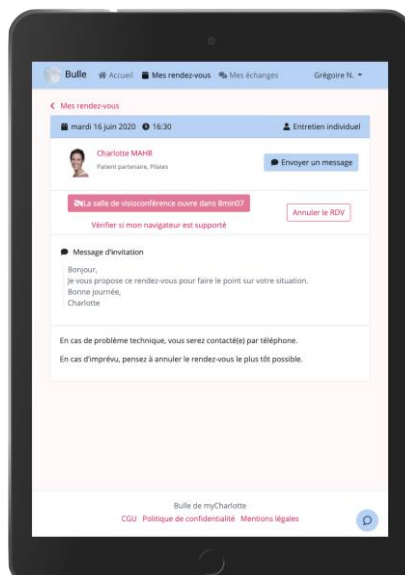 Bulle Accueil Mes rendez-vous Mes échanges Grégoire N.
Mes rendez-vous
mardi 16 juin 2020 16:30 Entretien individuel
Charlotte MAHR
Patient partenaire, Pilates
Envoyer un message
La salle de visioconférence ouvre dans 8min07
Annuler le RDV
Vérifier si mon navigateur est supporté
Message d'invitation
Bonjour,
Je vous propose ce rendez-vous pour faire le point sur votre situation.
Bonne journée,
Charlotte
En cas de problème technique, vous serez contacté(e) par téléphone.
En cas d'imprévu, pensez à annuler le rendez-vous le plus tôt possible.
Bulle de myCharlotte
CGU Politique de confidentialité Mentions légales